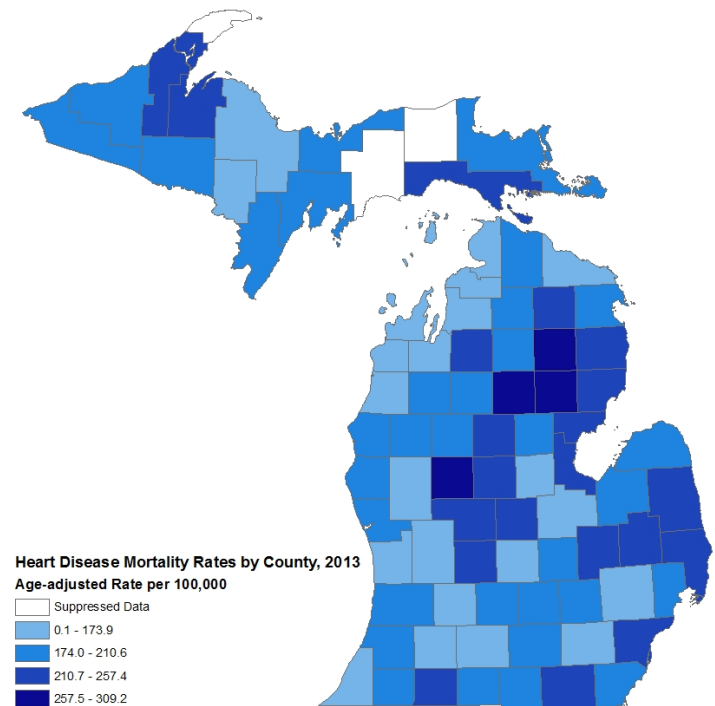 Heart Disease Mortality Rates by County, 2013
Age-adjusted Rate per 100,000
Suppressed Data
0.1 - 173.9
174.0 - 210.6
210.7 - 257.4
257.5 - 309.2